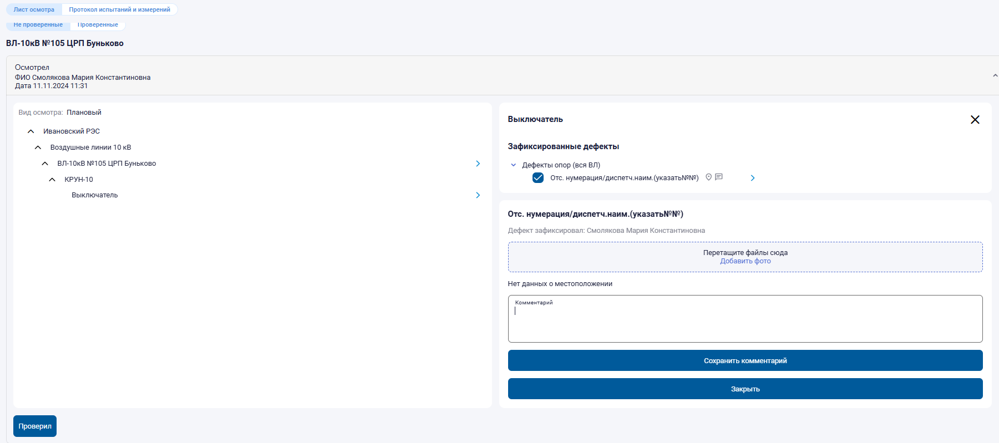 Лист осмотра
Протокол испытаний и измерений
Не проверенные
Проверенные
ВЛ-10кВ №105 ЦРП Буньково
Осмотрел
ФИО Смолякова Мария Константиновна
Дата 11.11.2024 11:31
Вид осмотра: Плановый
Ивановский РЭС
Воздушные линии 10 кВ
ВЛ-10кВ №105 ЦРП Буньково
КРУН-10
Выключатель
Выключатель
Зафиксированные дефекты
Дефекты опор (вся ВЛ)
Отс. нумерация/диспетч.наим.(указать№№)
Отс. нумерация/диспетч.наим.(указать№№)
Дефект зафиксировал: Смолякова Мария Константиновна
Перетащите файлы сюда
Добавить фото
Нет данных о местоположении
Комментарий
Сохранить комментарий
Закрыть
Проверил